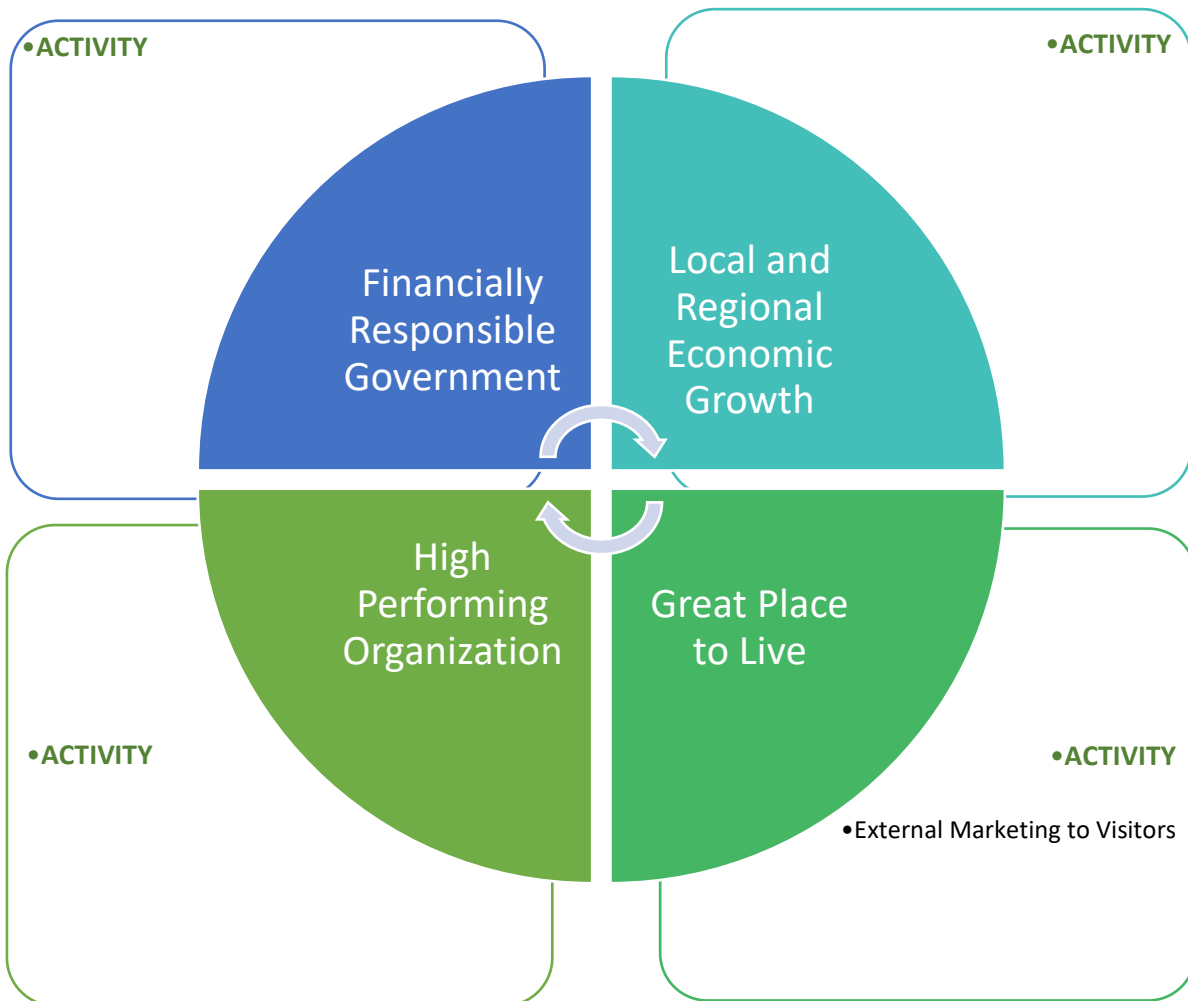 •ACTIVITY
•ACTIVITY
Financially
Responsible
Government
Local and
Regional
Economic
Growth
High
Performing
Organization
Great Place
to Live
•ACTIVITY
•ACTIVITY
•External Marketing to Visitors